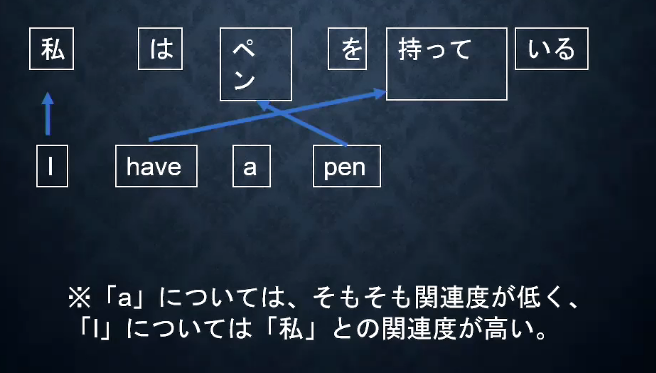 私 は ペン を 持って いる
I have a pen
※「a」については、そもそも関連度が低く、
「I」については「私」との関連度が高い。